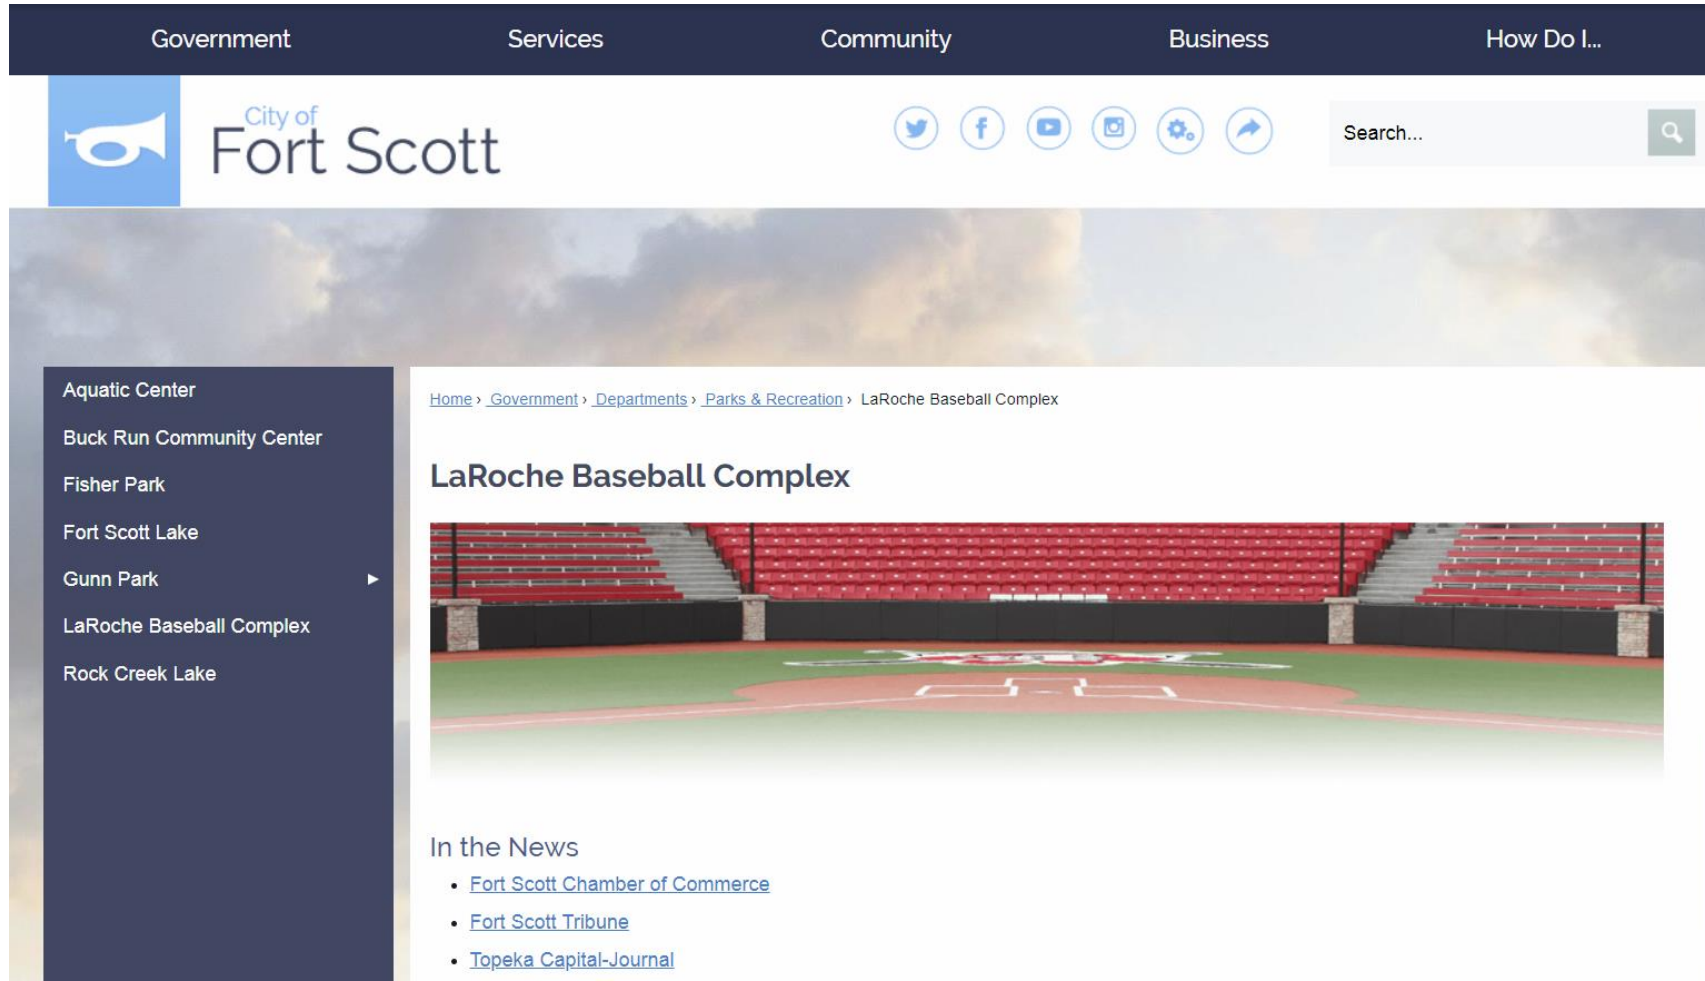 Government Services Community Business How Do I...
City of
Fort Scott
Search...
Aquatic Center
Buck Run Community Center
Fisher Park
Fort Scott Lake
Gunn Park
LaRoche Baseball Complex
Rock Creek Lake
Home › Government › Departments › Parks & Recreation › LaRoche Baseball Complex
LaRoche Baseball Complex
In the News
• Fort Scott Chamber of Commerce
• Fort Scott Tribune
• Topeka Capital-Journal